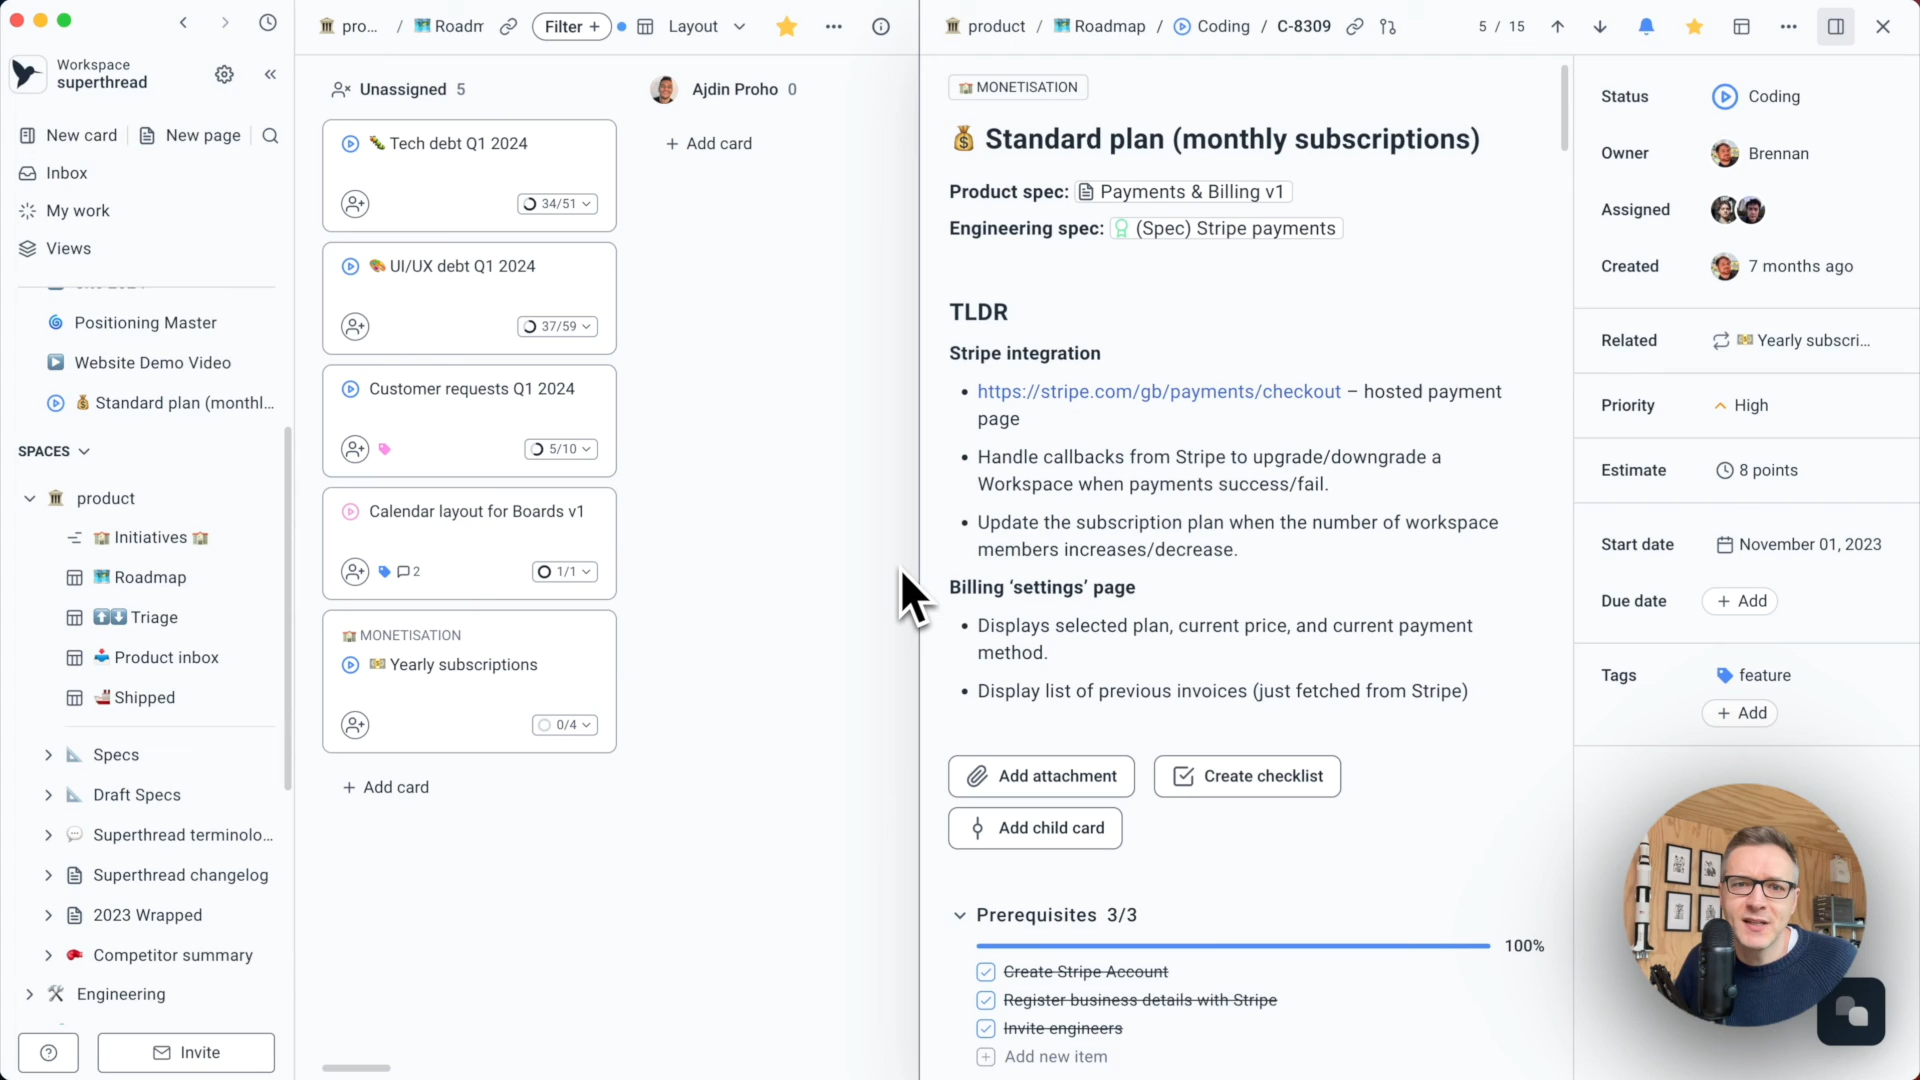 Workspace
superthread
New card
New page
Inbox
My work
Views
Positioning Master
Website Demo Video
Standard plan (monthl...
SPACES
product
Initiatives
Roadmap
Triage
Product inbox
Shipped
Specs
Draft Specs
Superthread terminolo...
Superthread changelog
2023 Wrapped
Competitor summary
Engineering
Invite
pro... / Roadm
Filter +
Layout
Unassigned 5
Tech debt Q1 2024
34/51
UI/UX debt Q1 2024
37/59
Customer requests Q1 2024
5/10
Calendar layout for Boards v1
2
1/1
MONETISATION
Yearly subscriptions
0/4
+ Add card
Ajdin Proho 0
+ Add card
product / Roadmap / Coding / C-8309
5 / 15
MONETISATION
Standard plan (monthly subscriptions)
Product spec: Payments & Billing v1
Engineering spec: (Spec) Stripe payments
TLDR
Stripe integration
• https://stripe.com/gb/payments/checkout – hosted payment
page
• Handle callbacks from Stripe to upgrade/downgrade a
Workspace when payments success/fail.
• Update the subscription plan when the number of workspace
members increases/decrease.
Billing ‘settings’ page
• Displays selected plan, current price, and current payment
method.
• Display list of previous invoices (just fetched from Stripe)
Add attachment
Create checklist
Add child card
Prerequisites 3/3
100%
Create Stripe Account
Register business details with Stripe
Invite engineers
Add new item
Status Coding
Owner Brennan
Assigned
Created 7 months ago
Related Yearly subscri...
Priority High
Estimate 8 points
Start date November 01, 2023
Due date + Add
Tags feature
+ Add